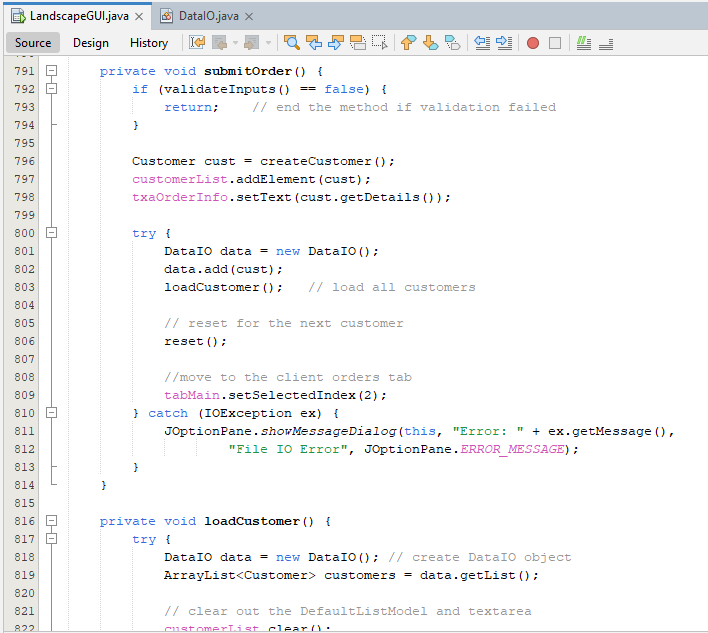 LandscapeGUI.java × DataIO.java ×
Source Design History
791 private void submitOrder() {
792 if (validateInputs() == false) {
793 return; // end the method if validation failed
794 }
795
796 Customer cust = createCustomer();
797 customerList.addElement(cust);
798 txaOrderInfo.setText(cust.getDetails());
799
800 try {
801 DataIO data = new DataIO();
802 data.add(cust);
803 loadCustomer(); // load all customers
804
805 // reset for the next customer
806 reset();
807
808 //move to the client orders tab
809 tabMain.setSelectedIndex(2);
810 } catch (IOException ex) {
811 JOptionPane.showMessageDialog(this, "Error: " + ex.getMessage(),
812 "File IO Error", JOptionPane.ERROR_MESSAGE);
813 }
814 }
815
816 private void loadCustomer() {
817 try {
818 DataIO data = new DataIO(); // create DataIO object
819 ArrayList<Customer> customers = data.getList();
820
821 // clear out the DefaultListModel and textarea
822 customerList.clear();